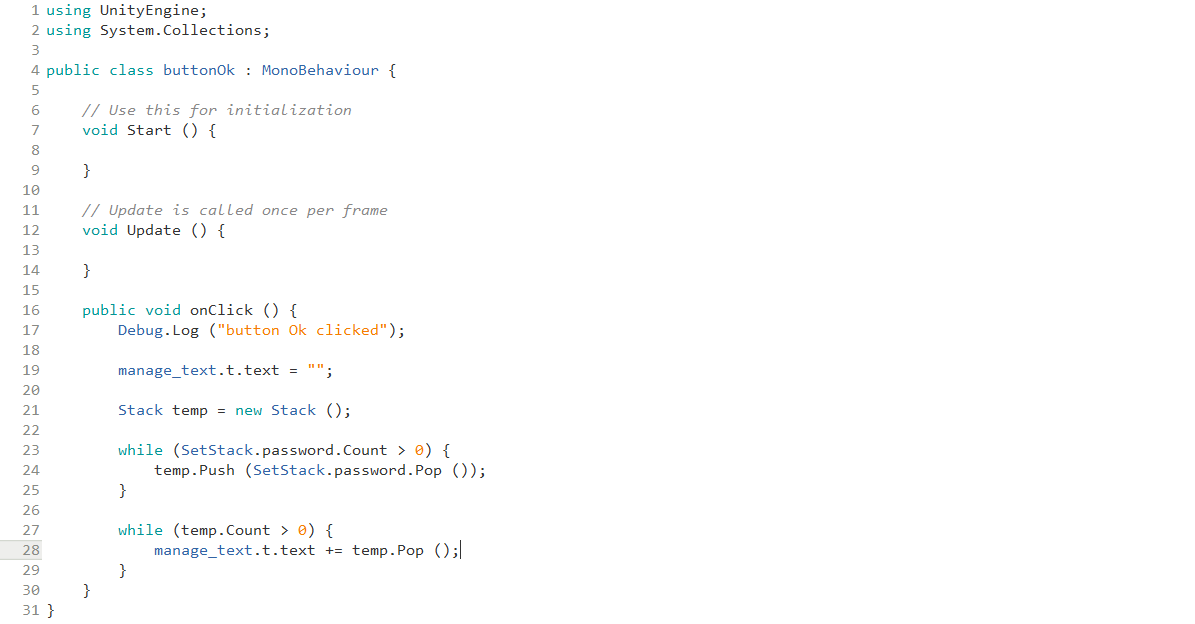 1 using UnityEngine;
2 using System.Collections;
3
4 public class buttonOk : MonoBehaviour {
5
6     // Use this for initialization
7     void Start () {
8
9     }
10
11     // Update is called once per frame
12     void Update () {
13
14     }
15
16     public void onClick () {
17         Debug.Log ("button Ok clicked");
18
19         manage_text.t.text = "";
20
21         Stack temp = new Stack ();
22
23         while (SetStack.password.Count > 0) {
24             temp.Push (SetStack.password.Pop ());
25         }
26
27         while (temp.Count > 0) {
28             manage_text.t.text += temp.Pop ();
29         }
30     }
31 }